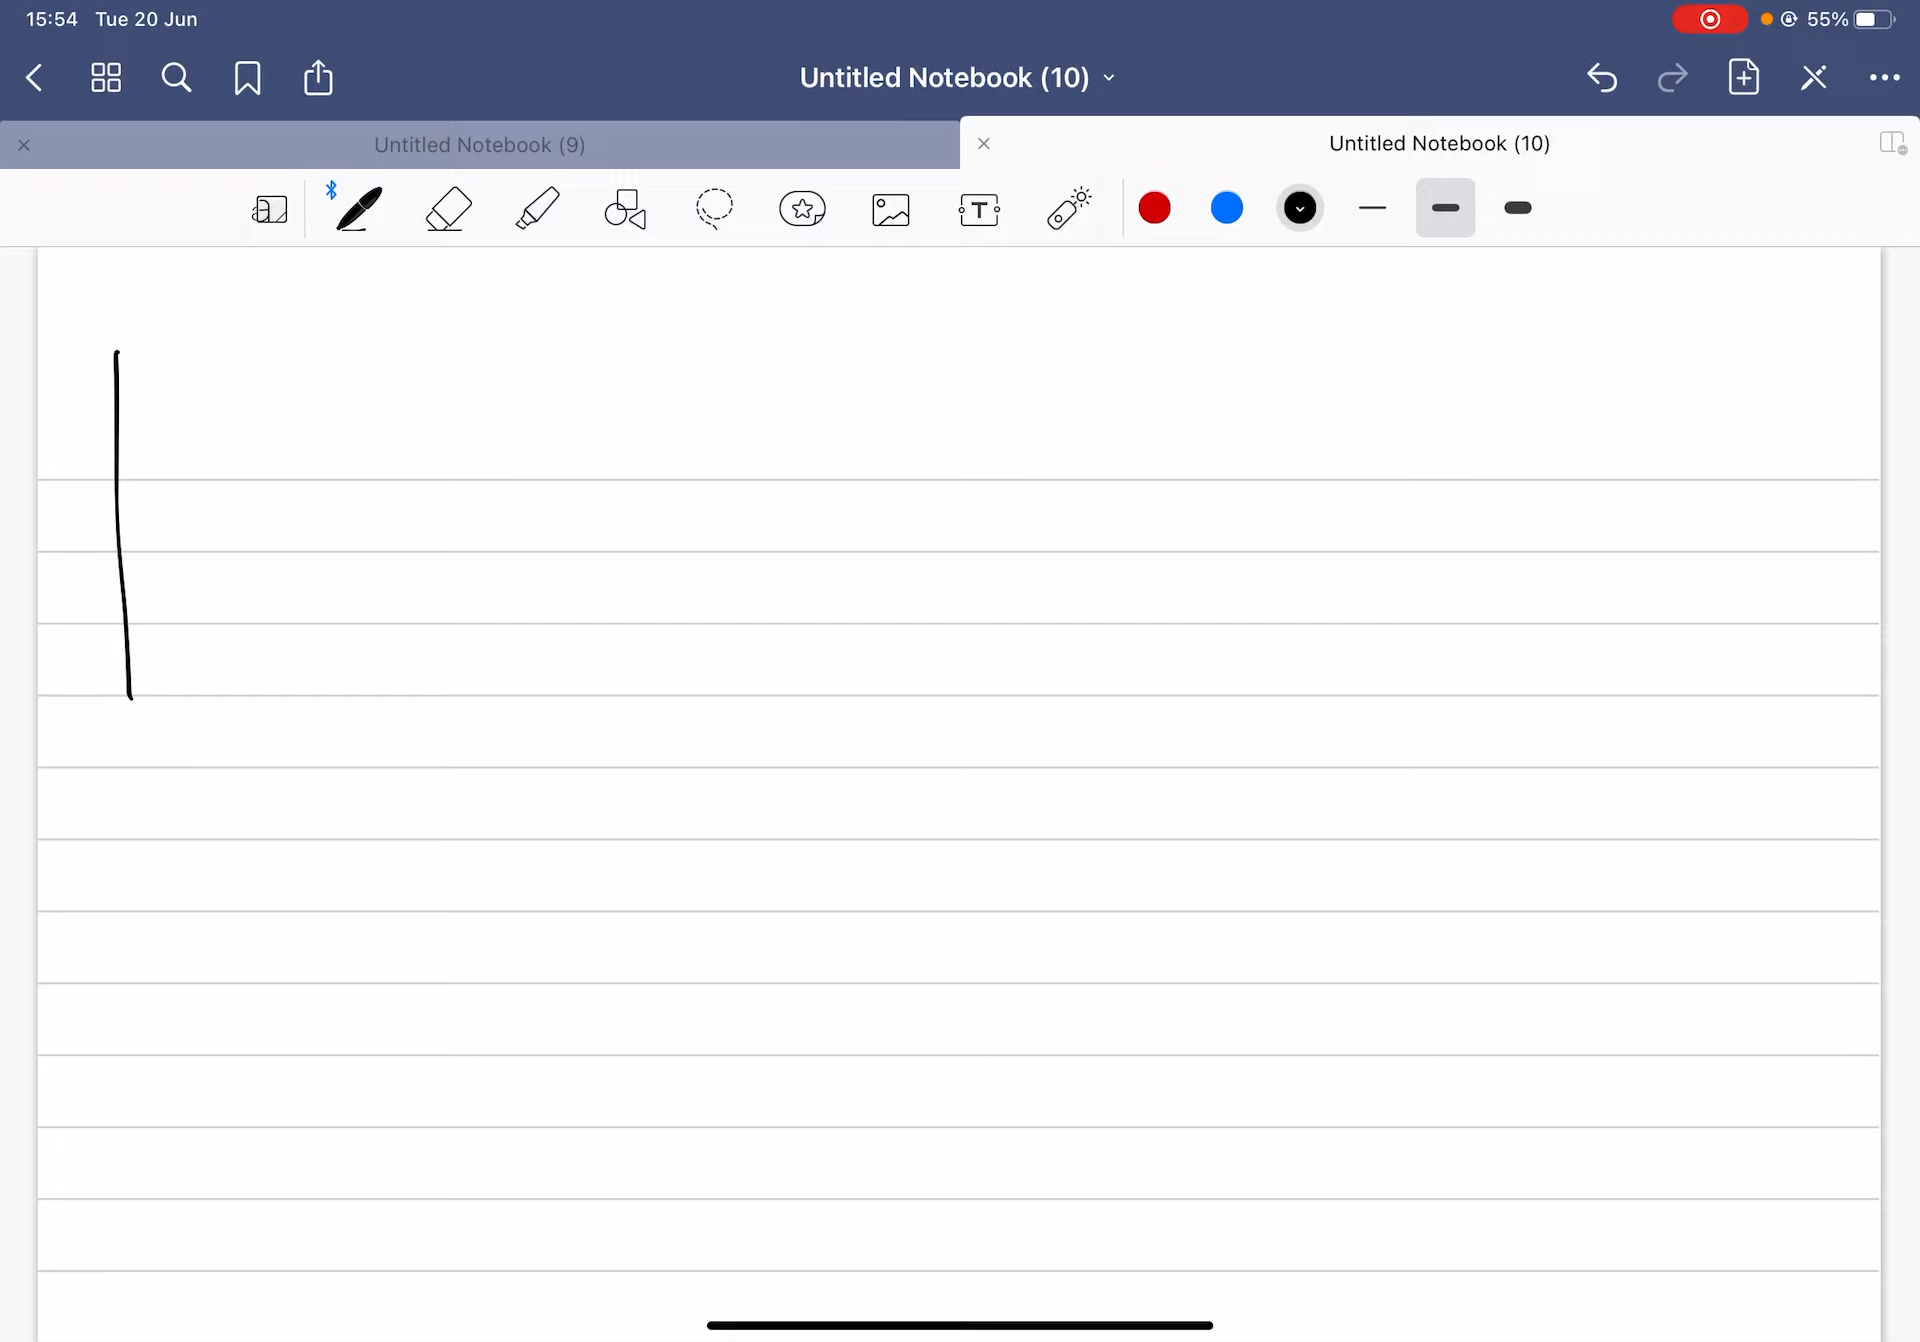 15:54 Tue 20 Jun 55%
Untitled Notebook (10)
Untitled Notebook (9) Untitled Notebook (10)